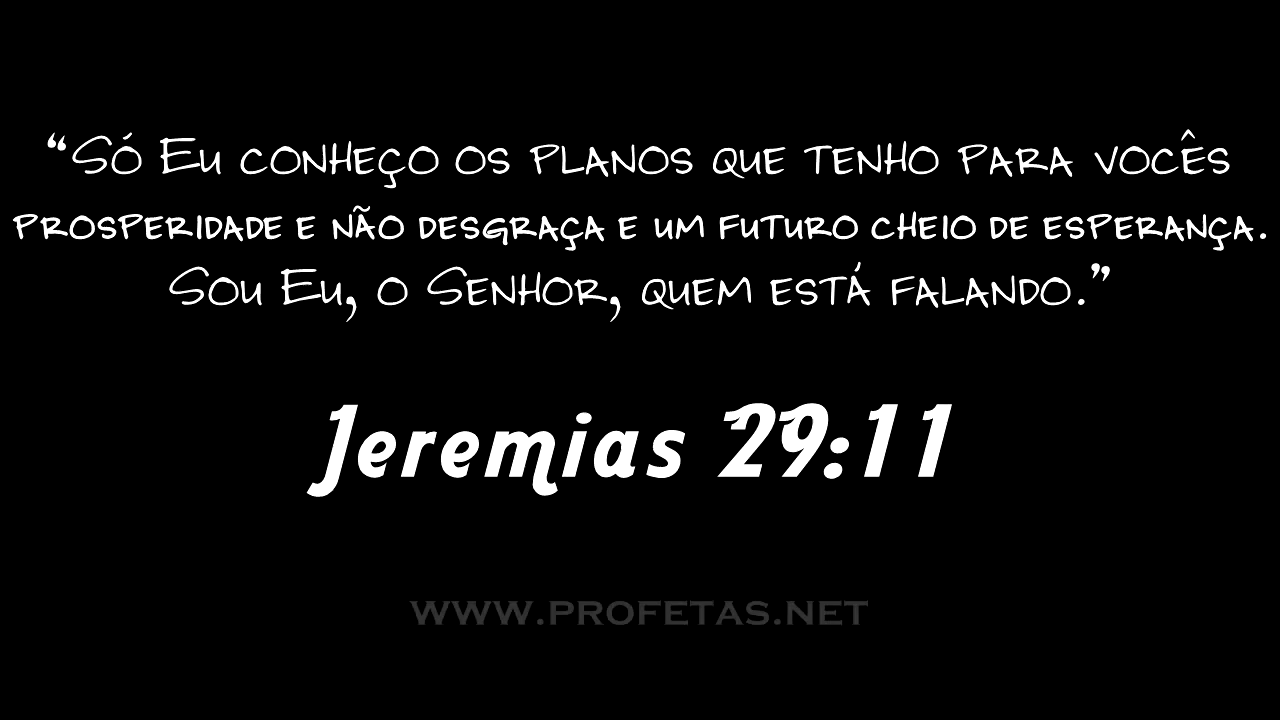 “Só Eu conheço os planos que tenho para vocês
prosperidade e não desgraça e um futuro cheio de esperança.
Sou Eu, o Senhor, quem está falando.”
Jeremias 29:11
WWW.PROFETAS.NET